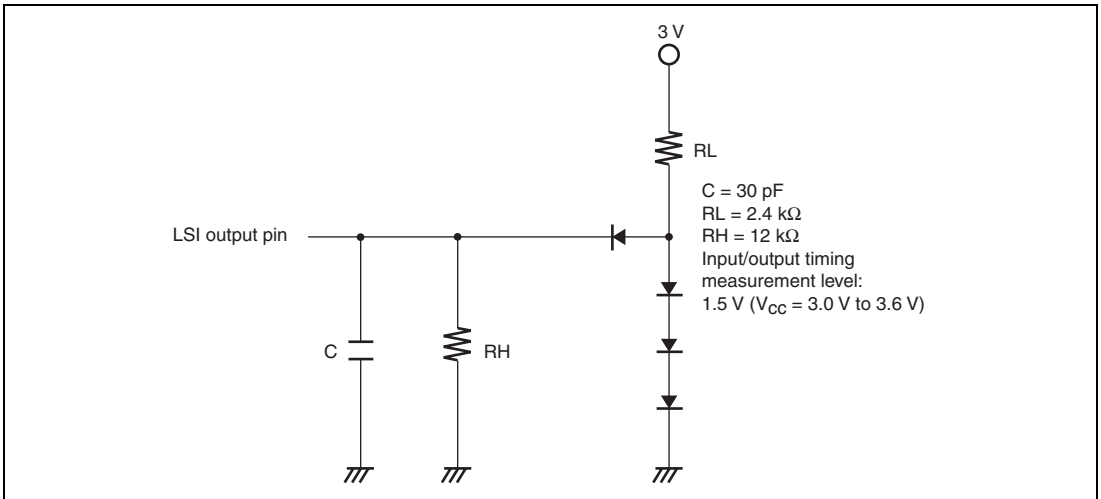 3 V
RL
C = 30 pF
RL = 2.4 kΩ
RH = 12 kΩ
Input/output timing
measurement level:
1.5 V (VCC = 3.0 V to 3.6 V)
LSI output pin
C
RH